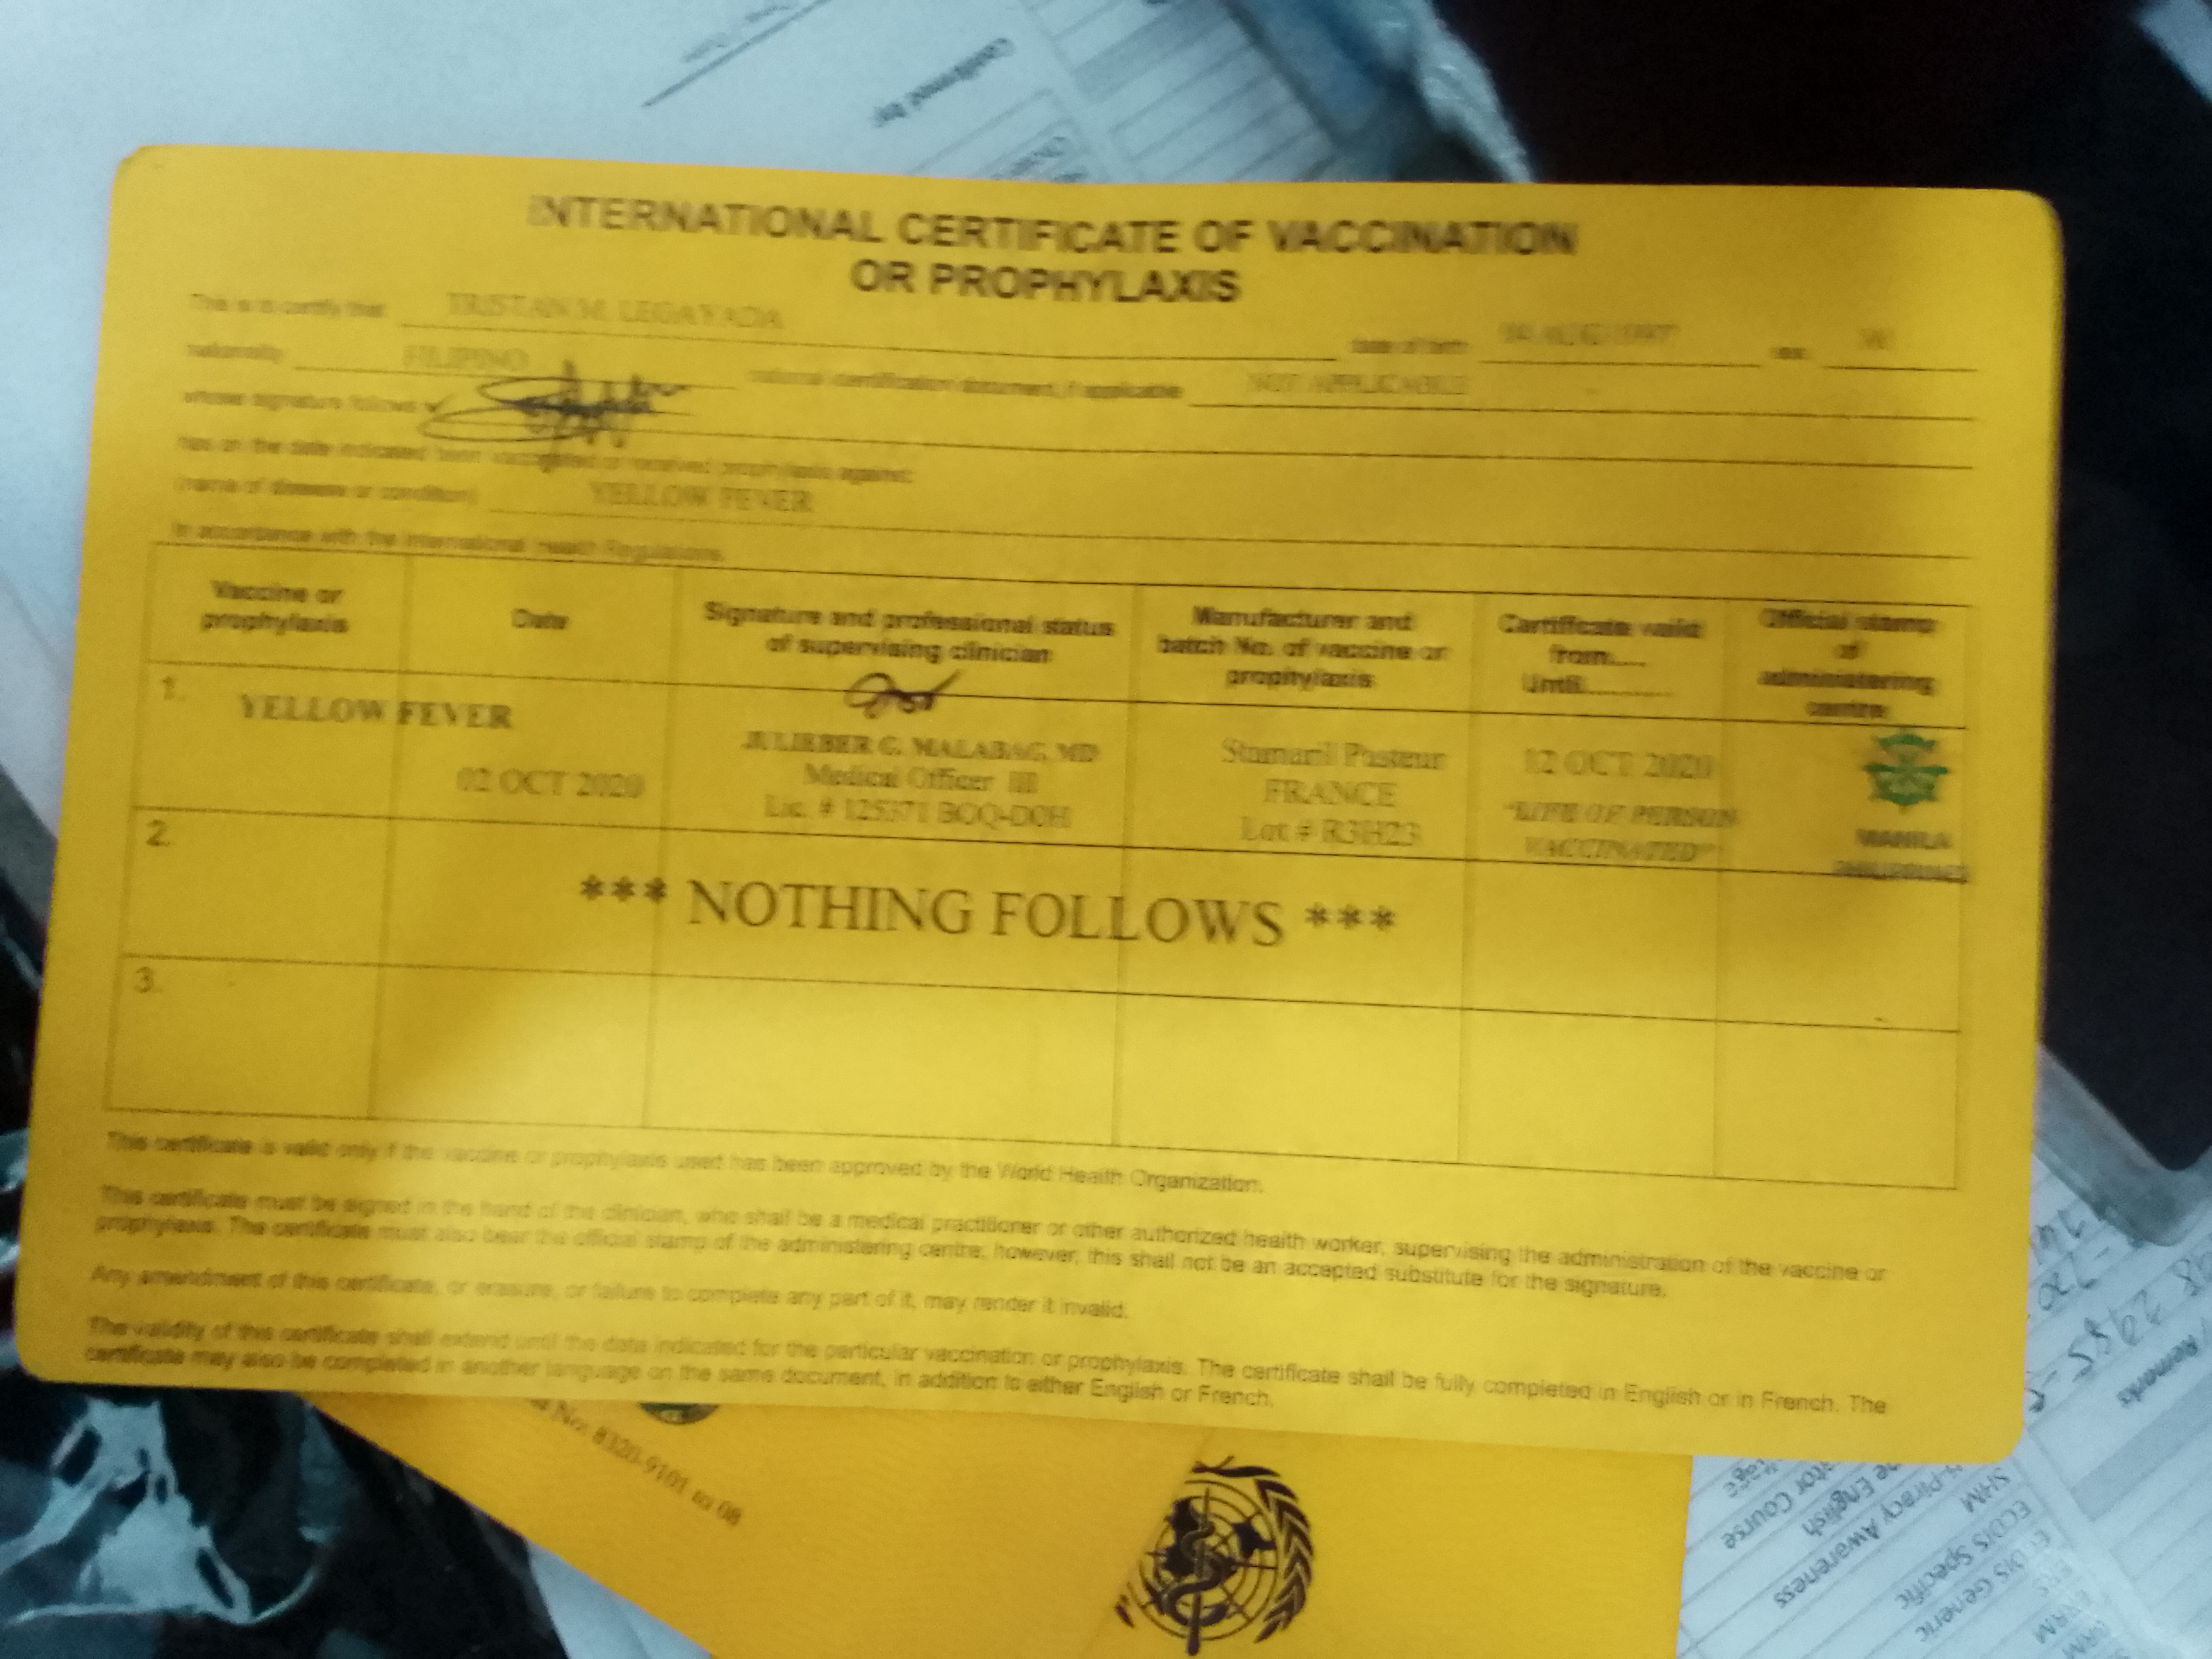 Confirmed by:
INTERNATIONAL CERTIFICATE OF VACCINATION
OR PROPHYLAXIS
This is to certify that TRISTAN M. LEGAYADA date of birth AUG 1997 sex
nationality FILIPINO national certification document, if applicable NOT APPLICABLE
whose signature follows
has on the date indicated been vaccinated or received prophylaxis against:
(name of disease or condition) YELLOW FEVER
in accordance with the International Health Regulations.
Vaccine or prophylaxis
Date
Signature and professional status of supervising clinician
Manufacturer and batch No. of vaccine or prophylaxis
Certificate valid from..... Until............
Official stamp of administering centre
1.
YELLOW FEVER
02 OCT 2020
JULIEBER G. MALABAG, MD
Medical Officer III
Lic. # 125371 BOQ-DOH
Stamaril Pasteur
FRANCE
Lot # R3H23
12 OCT 2020
"LIFE OF PERSON
VACCINATED"
MANILA
PHILIPPINES
2.
*** NOTHING FOLLOWS ***
3.
This certificate is valid only if the vaccine or prophylaxis used has been approved by the World Health Organization.
This certificate must be signed in the hand of the clinician, who shall be a medical practitioner or other authorized health worker, supervising the administration of the vaccine or
prophylaxis. The certificate must also bear the official stamp of the administering centre; however, this shall not be an accepted substitute for the signature.
Any amendment of this certificate, or erasure, or failure to complete any part of it, may render it invalid.
The validity of this certificate shall extend until the date indicated for the particular vaccination or prophylaxis. The certificate shall be fully completed in English or in French. The
certificate may also be completed in another language on the same document, in addition to either English or French.
No: 8320-9101 to 08
Remarks
Course
English
Piracy Awareness
SHM
ECDIS Specific
ECDIS Generic